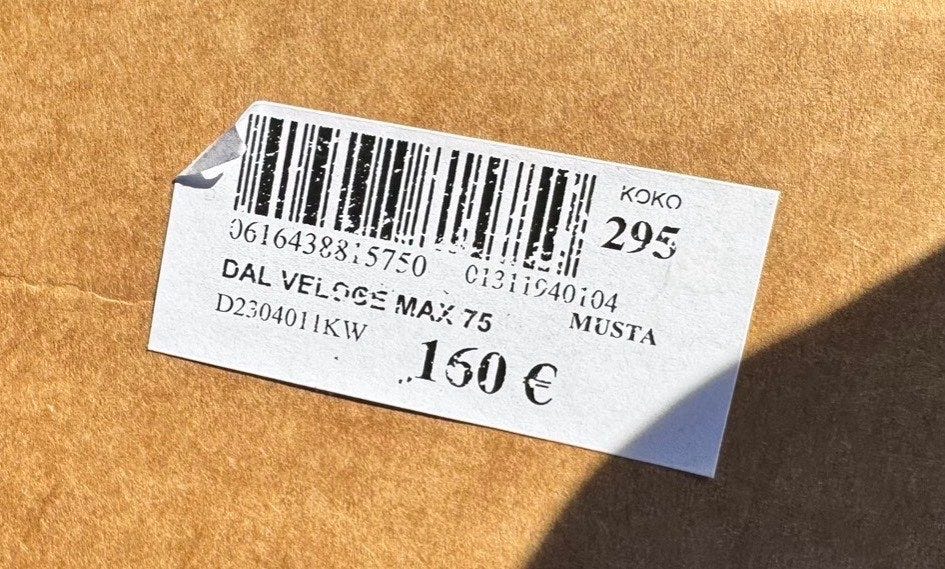 KOKO
295
0616438815750 01311940104
DAL VELOCE MAX 75 MUSTA
D2304011KW
160 €